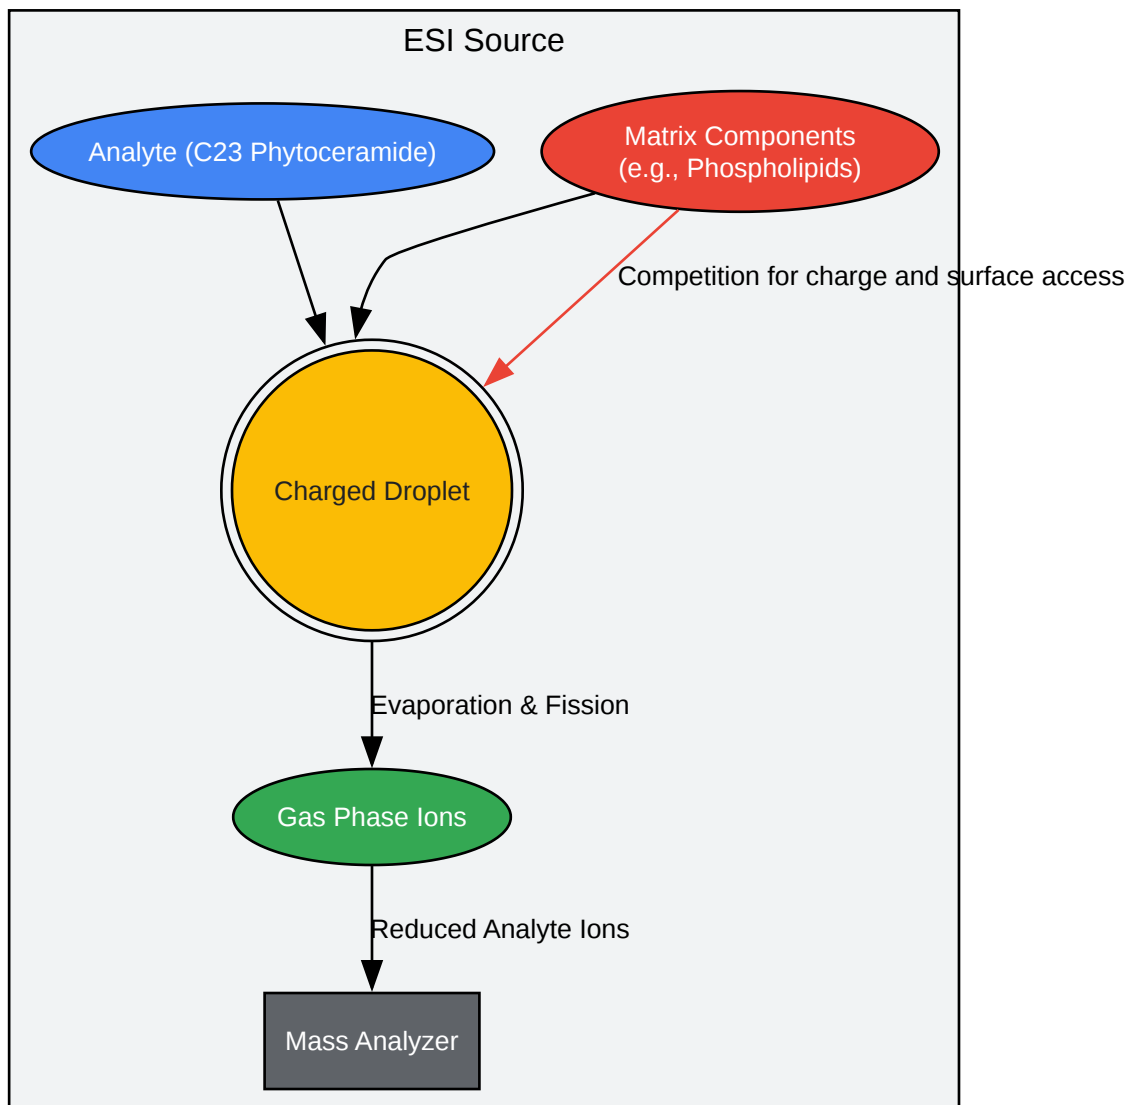 ESI Source
Analyte (C23 Phytoceramide)
Matrix Components
(e.g., Phospholipids)
Competition for charge and surface access
Charged Droplet
Evaporation & Fission
Gas Phase Ions
Reduced Analyte Ions
Mass Analyzer